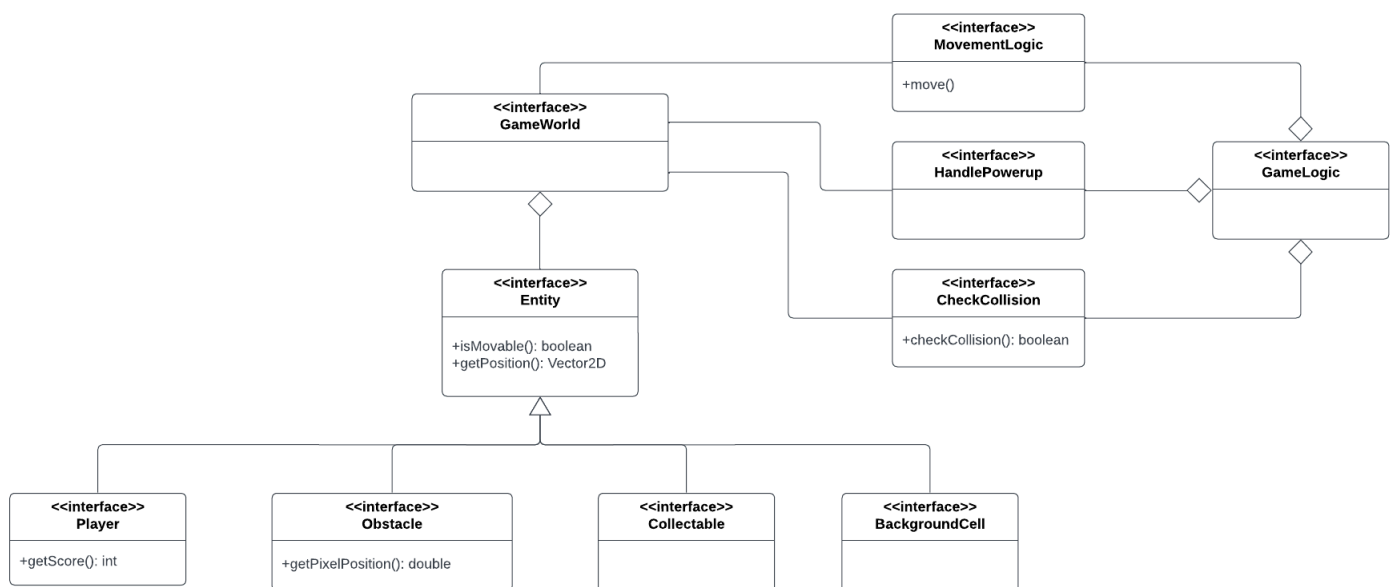 <<interface>>
MovementLogic
+move()
<<interface>>
GameWorld
<<interface>>
HandlePowerup
<<interface>>
GameLogic
<<interface>>
Entity
+isMovable(): boolean
+getPosition(): Vector2D
<<interface>>
CheckCollision
+checkCollision(): boolean
<<interface>>
Player
+getScore(): int
<<interface>>
Obstacle
+getPixelPosition(): double
<<interface>>
Collectable
<<interface>>
BackgroundCell